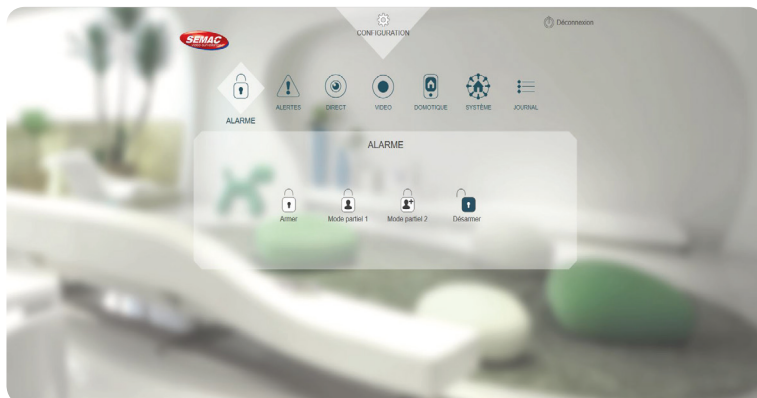 CONFIGURATION
Déconnexion
SEMAC
ALARME
ALERTES
DIRECT
VIDEO
DOMOTIQUE
SYSTÈME
JOURNAL
ALARME
Armer
Mode partiel 1
Mode partiel 2
Désarmer